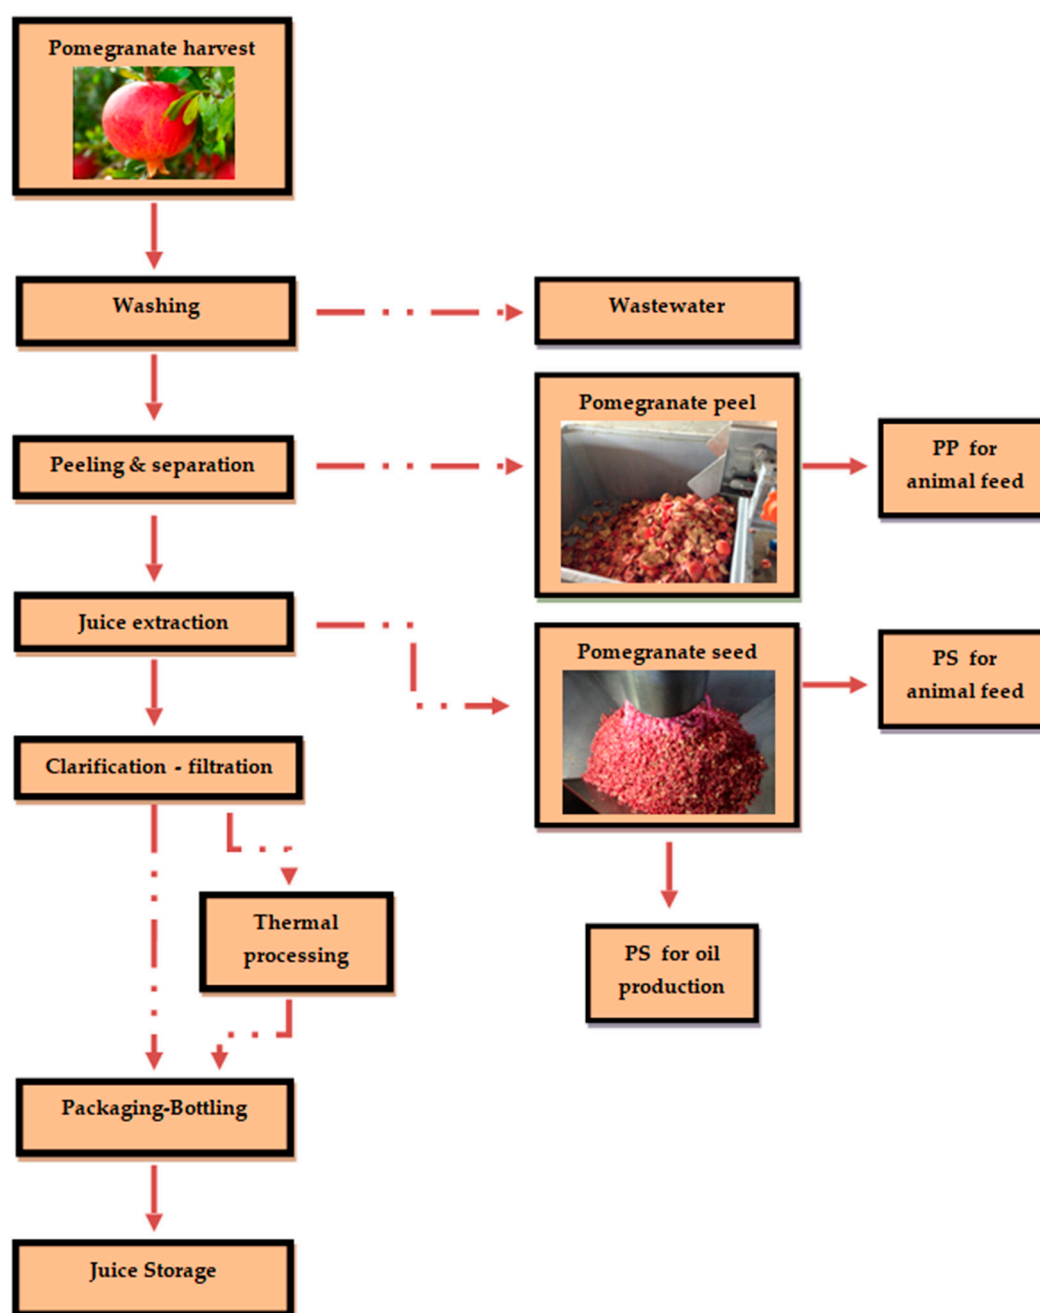 Pomegranate harvest
Washing
Wastewater
Peeling & separation
Pomegranate peel
PP for
animal feed
Juice extraction
Pomegranate seed
PS for
animal feed
Clarification - filtration
Thermal
processing
PS for oil
production
Packaging-Bottling
Juice Storage